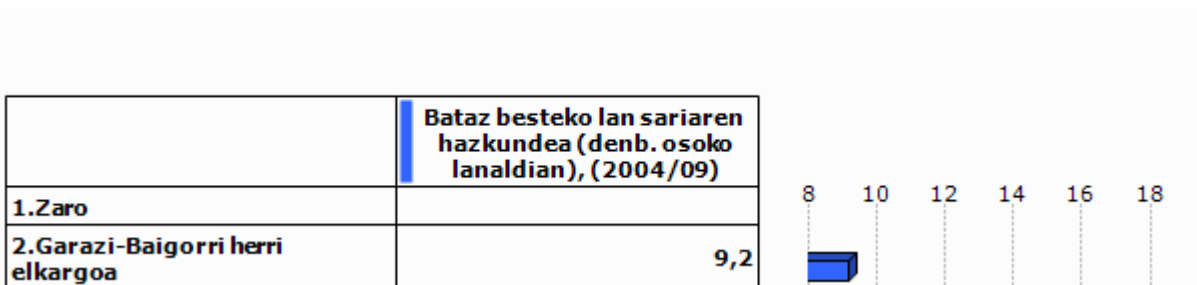 Bataz besteko lan sariaren
hazkundea (denb. osoko
lanaldian), (2004/09)
8 10 12 14 16 18
1.Zaro
2.Garazi-Baigorri herri
elkargoa
9,2